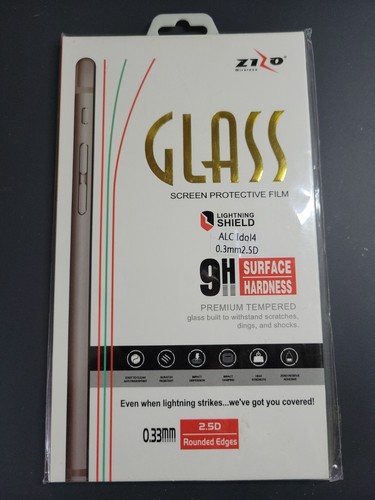 ZIZO
Wireless
GLASS
SCREEN PROTECTIVE FILM
LIGHTNING
SHIELD
ALC Idol4
0.3mm2.5D
9H SURFACE
HARDNESS
PREMIUM TEMPERED
glass built to withstand scratches,
dings, and shocks.
Even when lightning strikes...we've got you covered!
0.33mm
2.5D
Rounded Edges